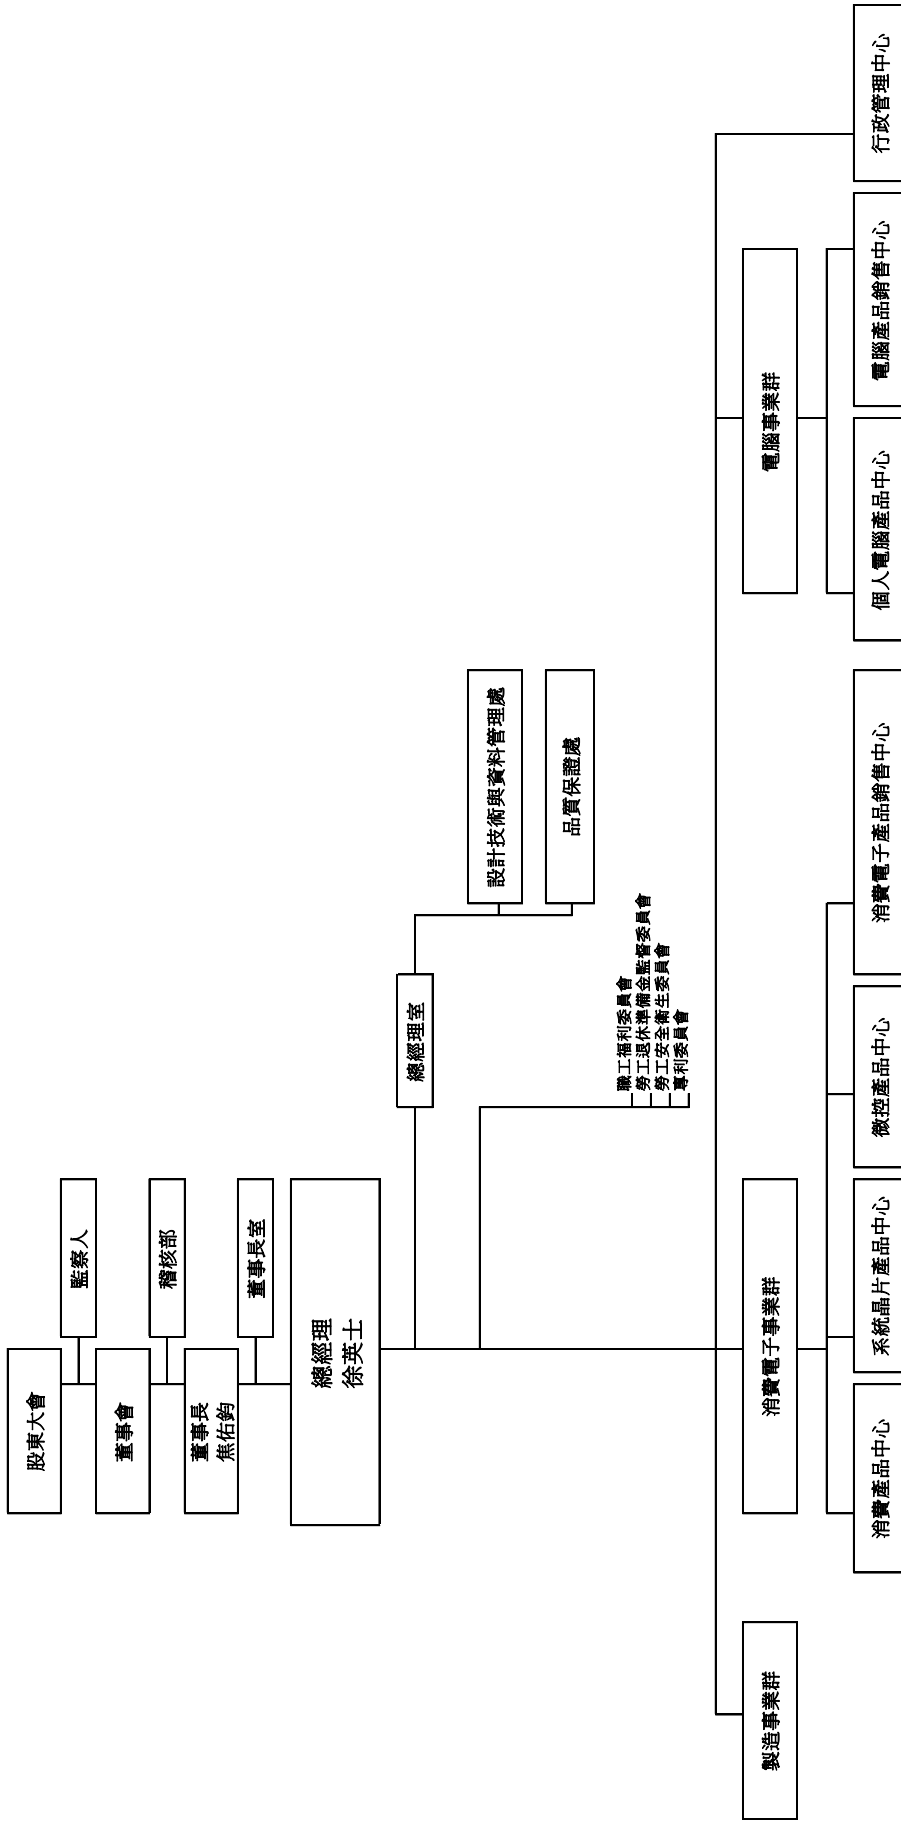 股東大會
監察人
董事會
稽核部
董事長
焦佑鈞
董事長室
總經理
徐英士
總經理室
設計技術與資料管理處
品質保證處
職工福利委員會
勞工退休準備金監督委員會
勞工安全衛生委員會
專利委員會
製造事業群
消費電子事業群
電腦事業群
消費產品中心
系統晶片產品中心
微控產品中心
消費電子產品銷售中心
個人電腦產品中心
電腦產品銷售中心
行政管理中心